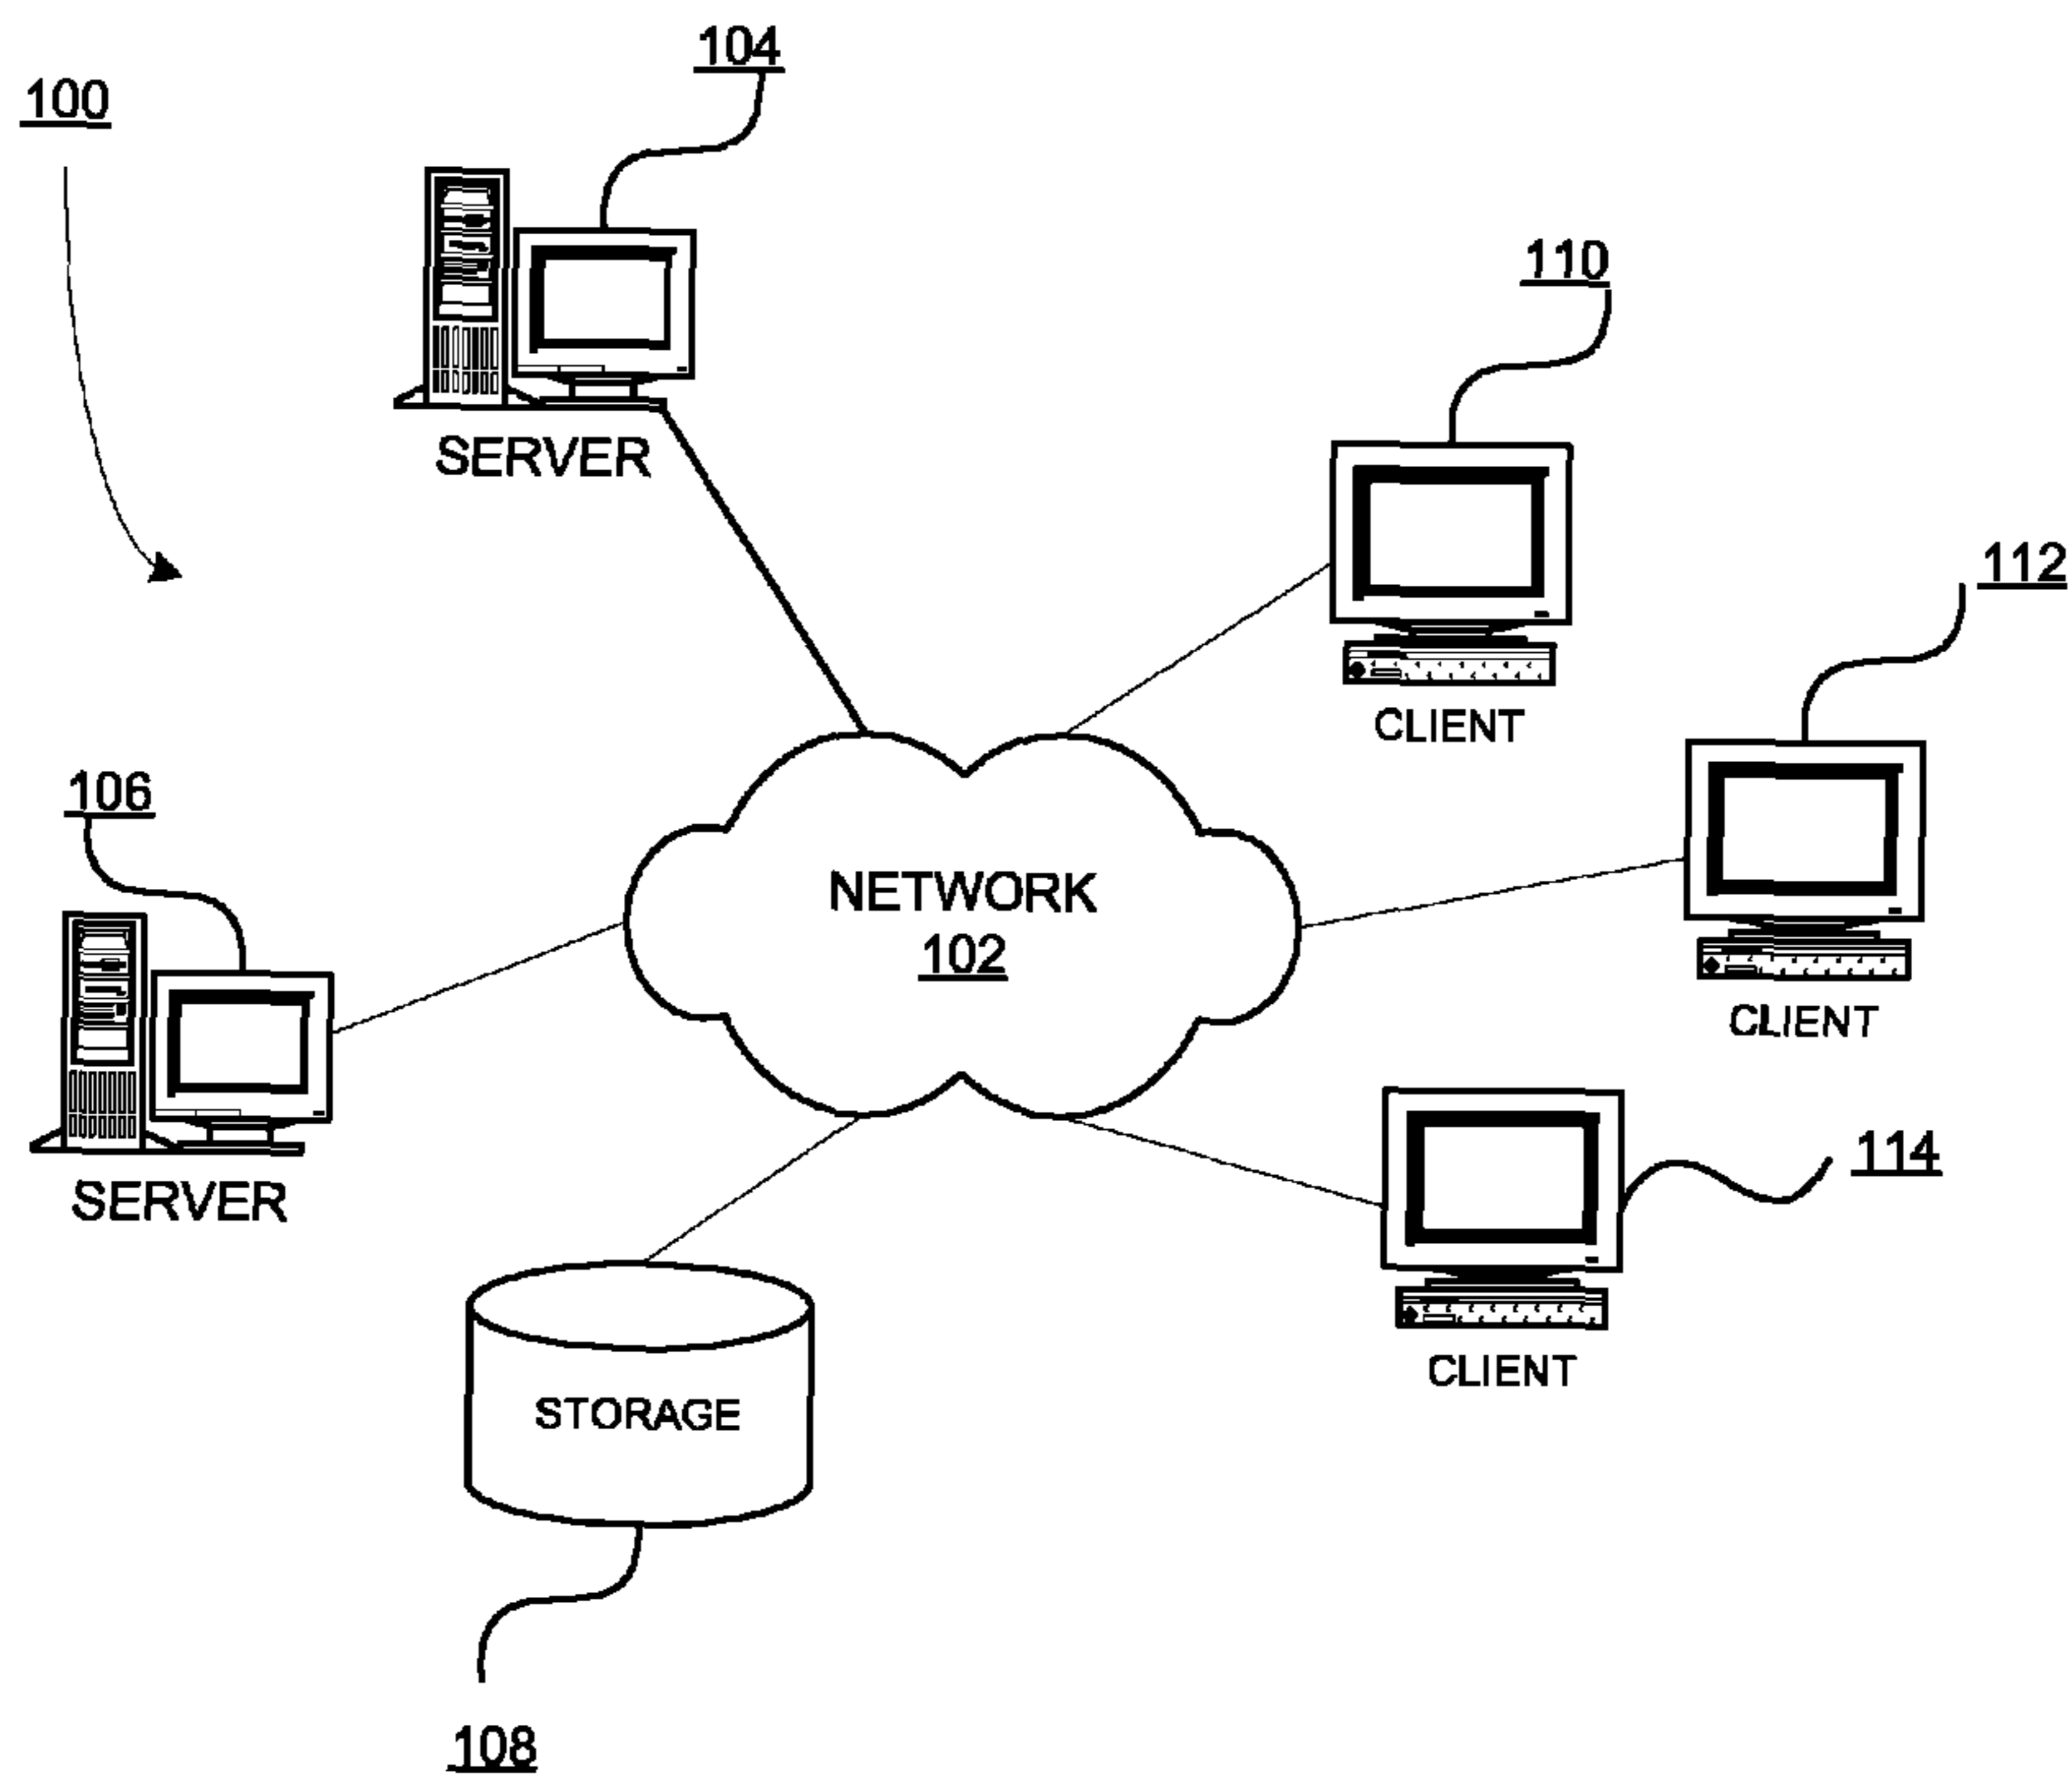 104
100
SERVER
110
112
CLIENT
106
NETWORK
102
CLIENT
SERVER
114
CLIENT
STORAGE
108